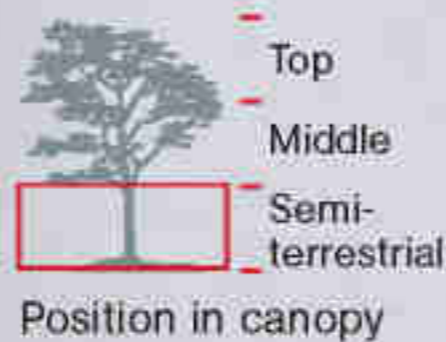 Top
Middle
Semi-
terrestrial
Position in canopy